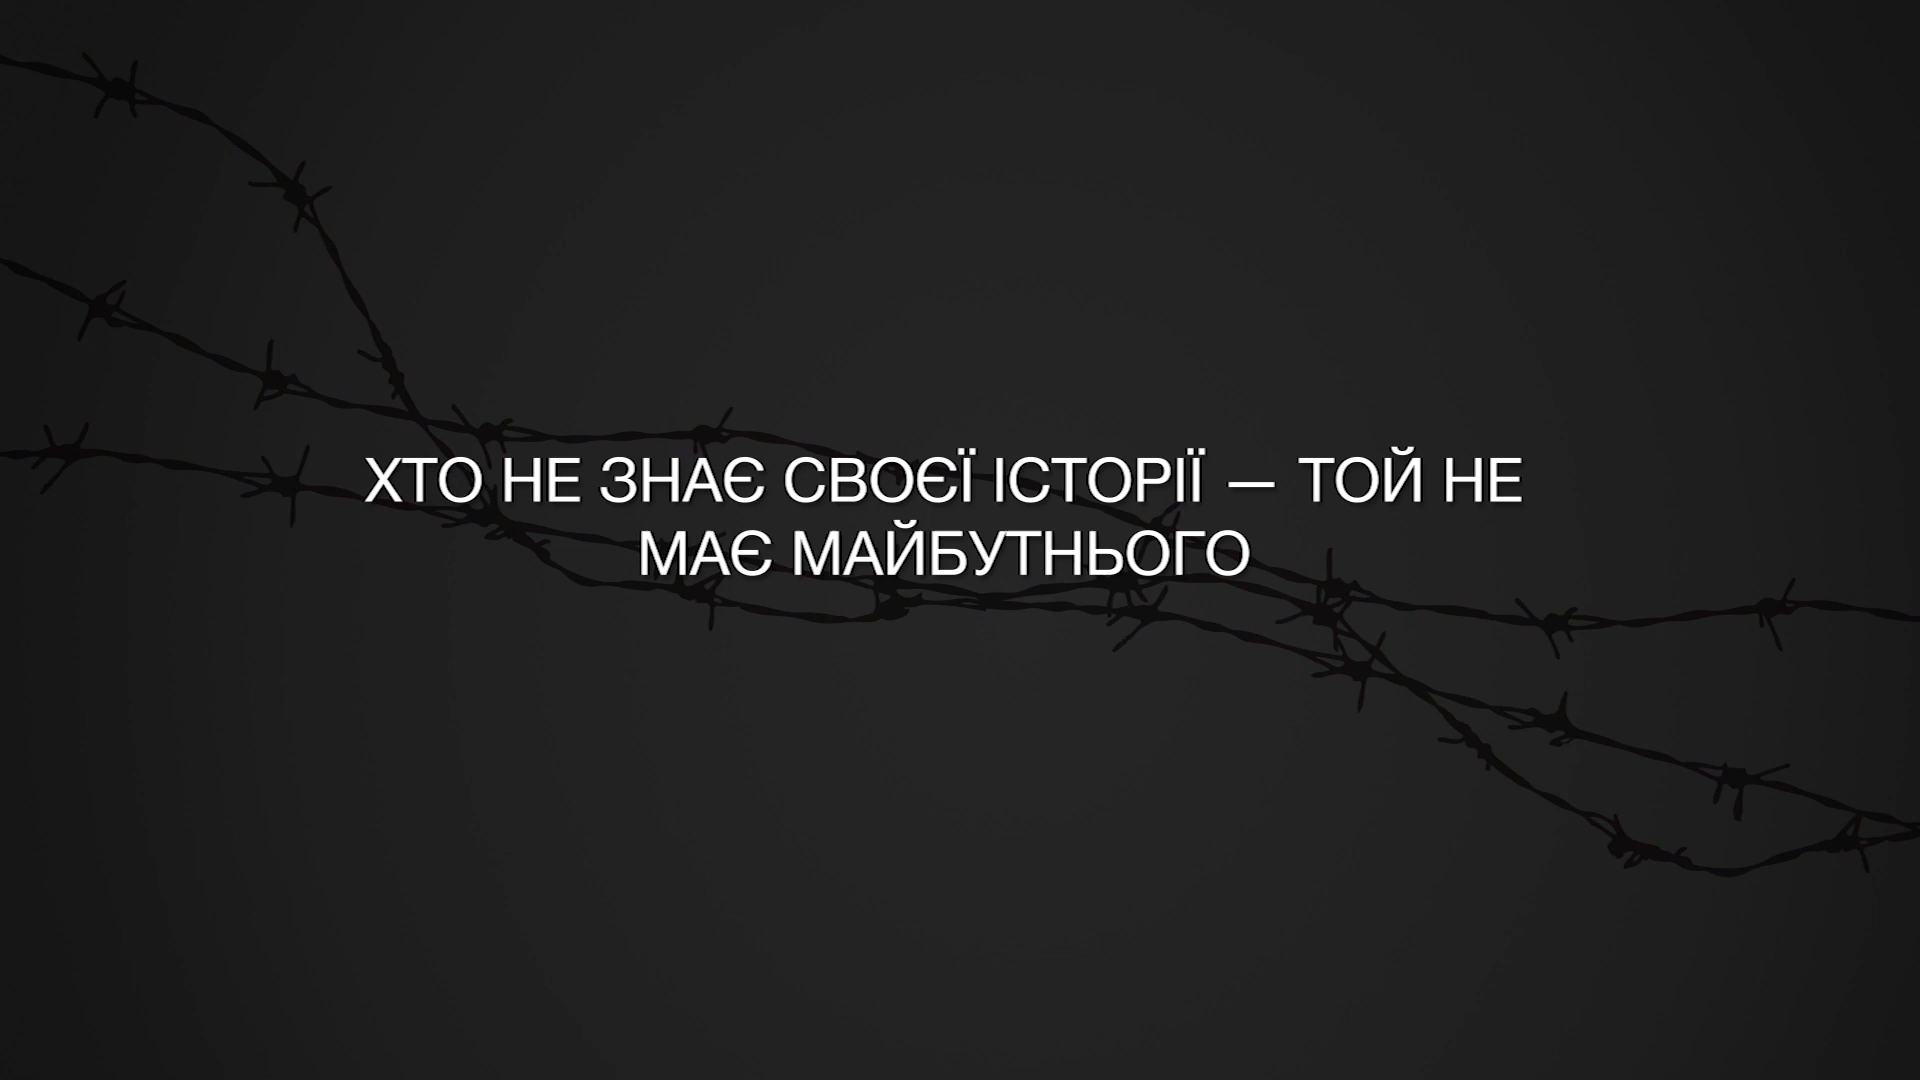 ХТО НЕ ЗНАЄ СВОЄЇ ІСТОРІЇ — ТОЙ НЕ
МАЄ МАЙБУТНЬОГО